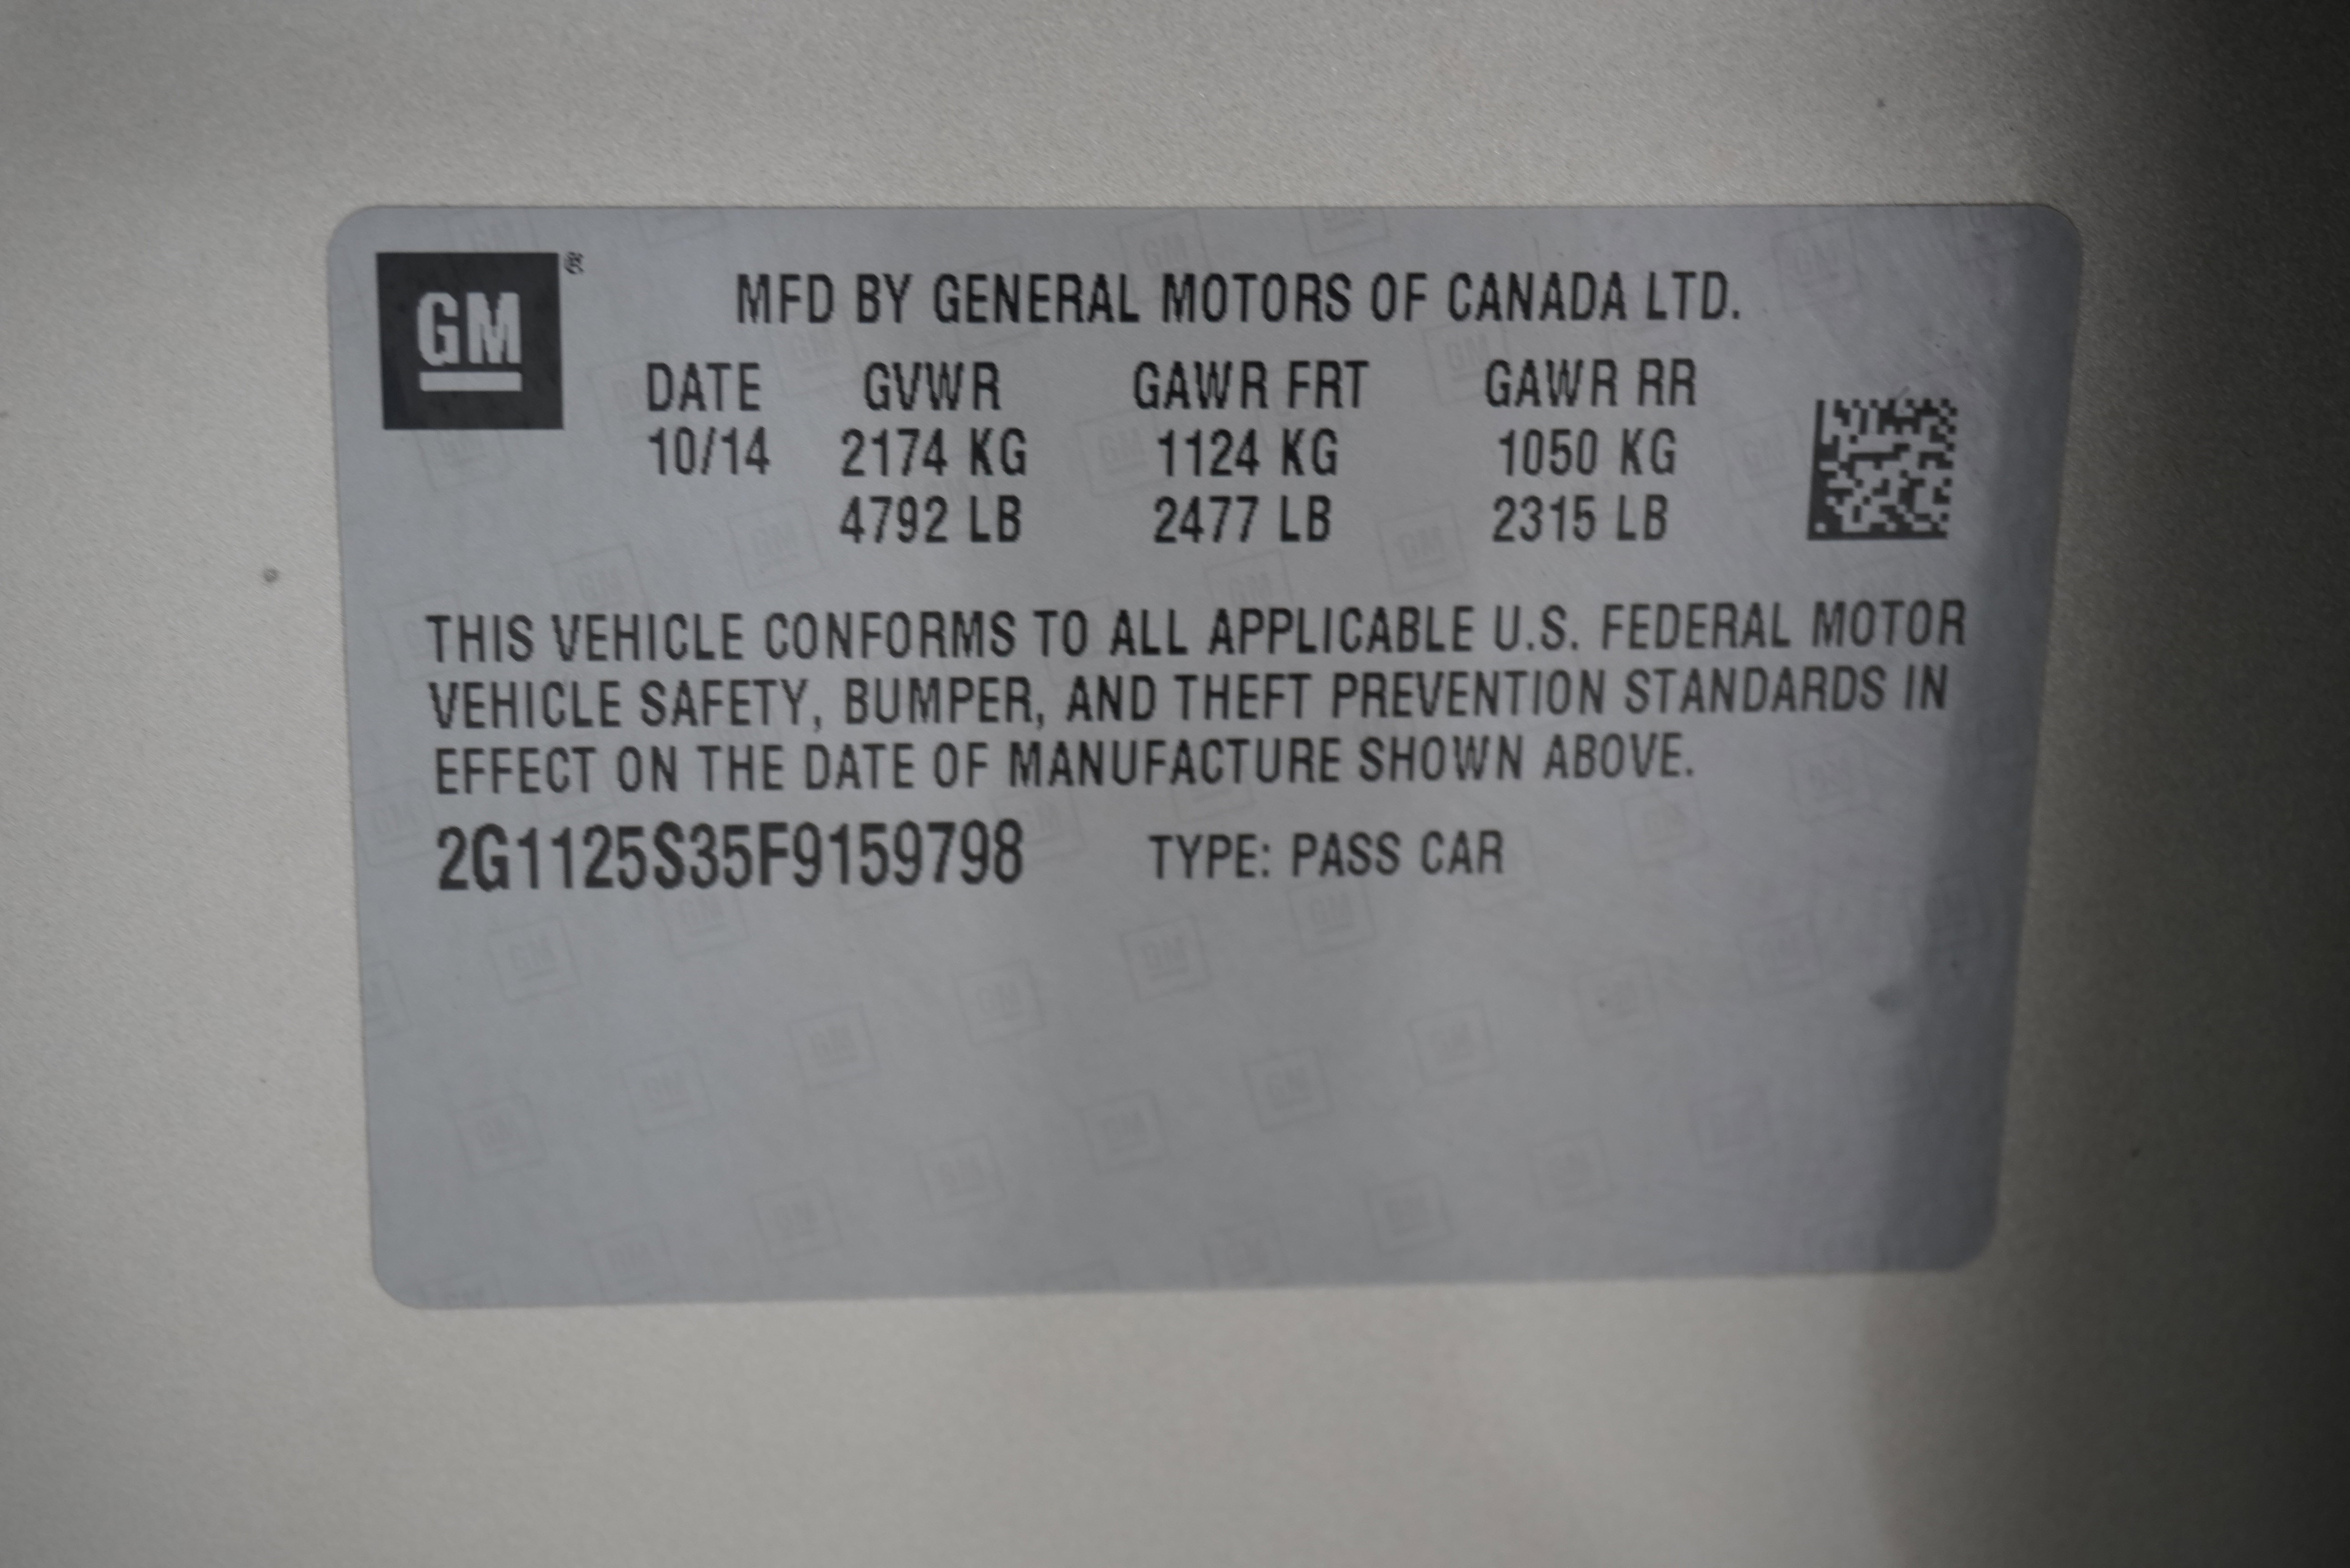 GM®
MFD BY GENERAL MOTORS OF CANADA LTD.
DATE GVWR GAWR FRT GAWR RR
10/14 2174 KG 1124 KG 1050 KG
4792 LB 2477 LB 2315 LB
THIS VEHICLE CONFORMS TO ALL APPLICABLE U.S. FEDERAL MOTOR
VEHICLE SAFETY, BUMPER, AND THEFT PREVENTION STANDARDS IN
EFFECT ON THE DATE OF MANUFACTURE SHOWN ABOVE.
2G1125S35F9159798 TYPE: PASS CAR